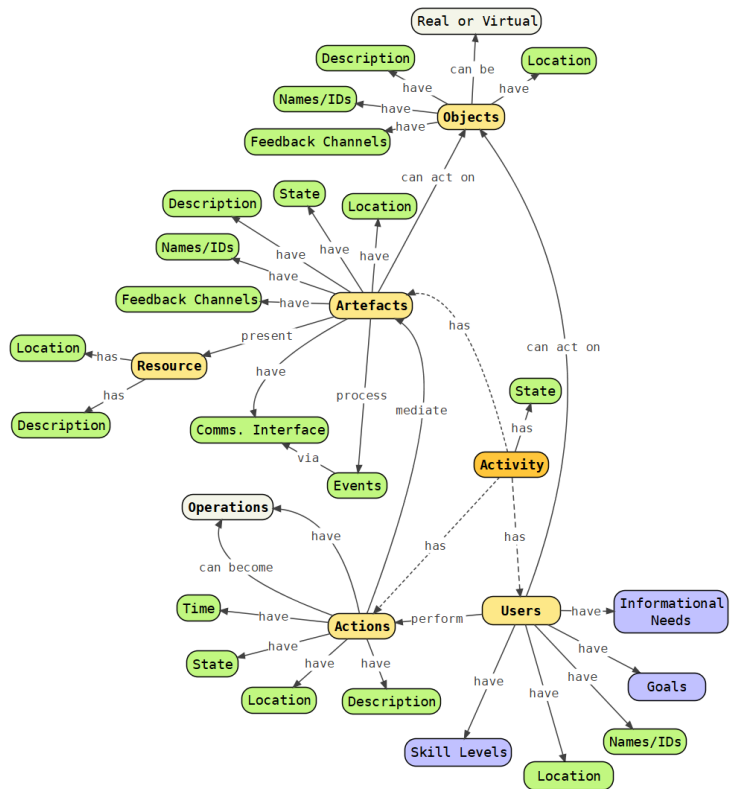 Real or Virtual
Description
Location
can be
have
have
Names/IDs
have
Objects
have
Feedback Channels
can act on
State
Description
Location
Names/IDs
have
have
have
have
Feedback Channels
have
Artefacts
has
present
Location
has
Resource
have
can act on
has
process
mediate
State
Description
Comms. Interface
has
via
Activity
Events
Operations
have
has
has
can become
Time
have
Actions
perform
Users
have
Informational
Needs
State
have
have
have
have
Goals
Location
Description
have
have
have
Names/IDs
Skill Levels
Location